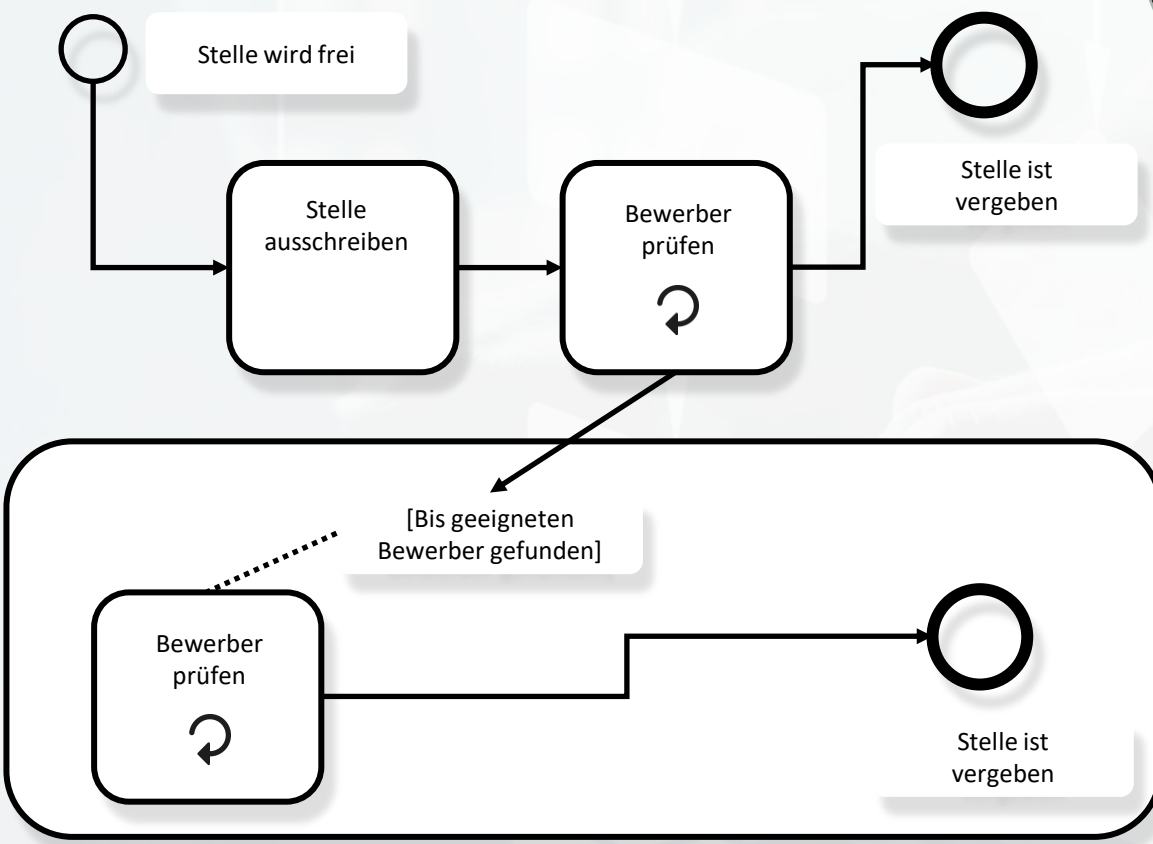 Stelle wird frei
Stelle ist
vergeben
Stelle
ausschreiben
Bewerber
prüfen
[Bis geeigneten
Bewerber gefunden]
Bewerber
prüfen
Stelle ist
vergeben